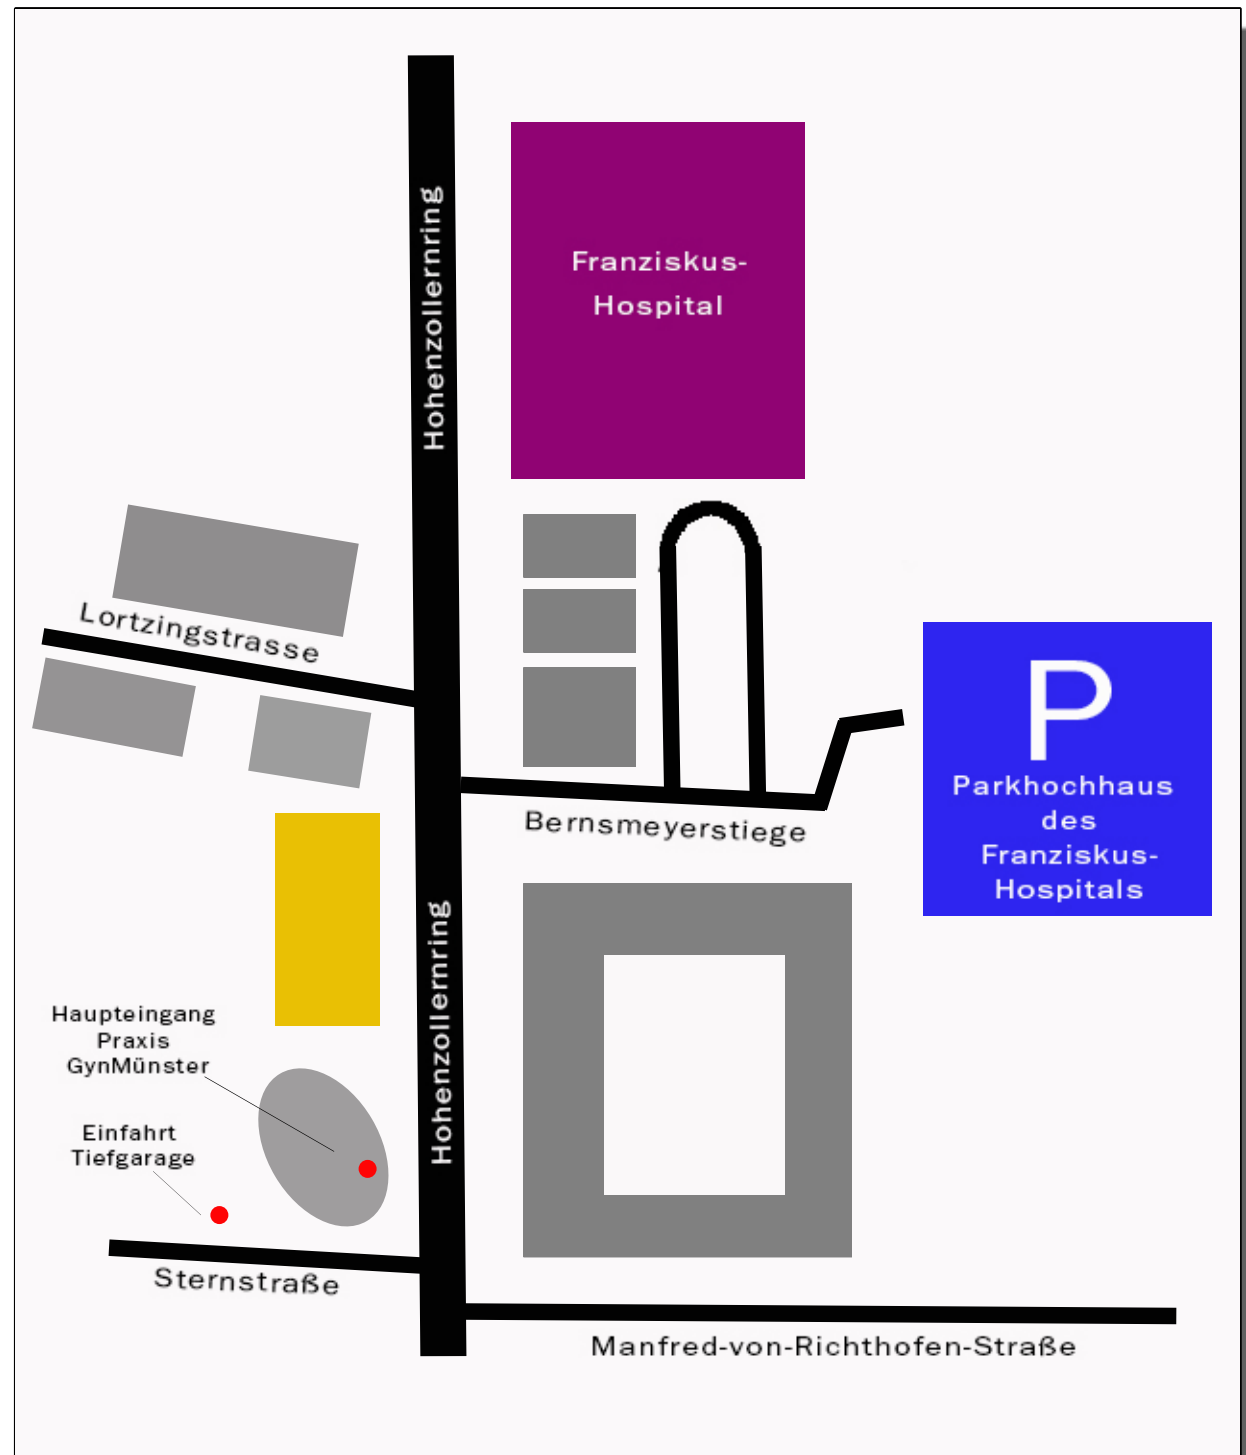 Hohenzollernring
Franziskus-
Hospital
Lortzingstrasse
P
Parkhochhaus
des
Franziskus-
Hospitals
Bernsmeyerstiege
Hohenzollernring
Haupteingang
Praxis
GynMünster
Einfahrt
Tiefgarage
Sternstraße
Manfred-von-Richthofen-Straße